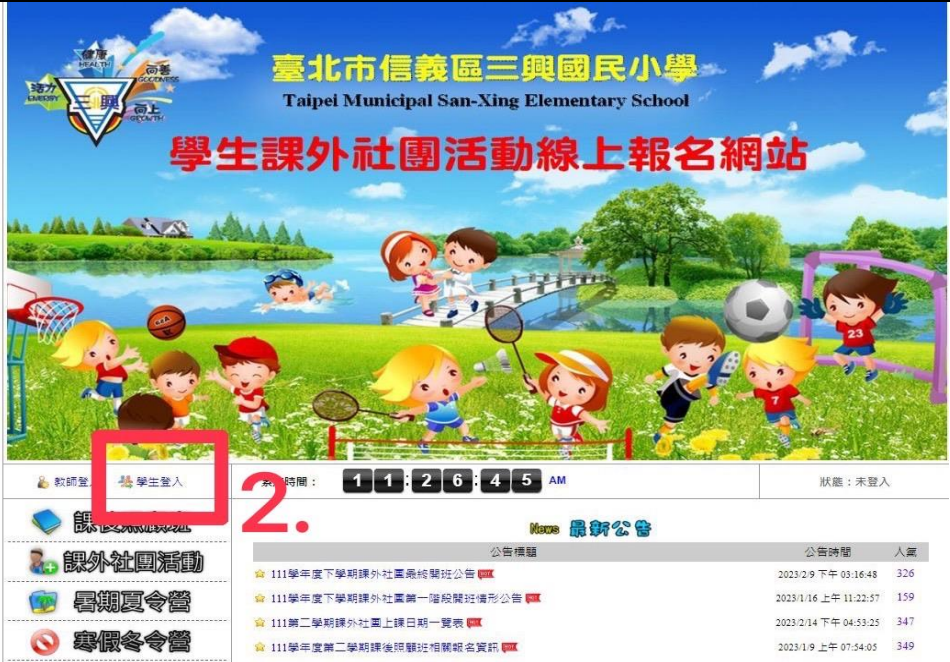 健康
HEALTH
向善
GOODNESS
活力
ENERGY
三興
向上
GROWTH
臺北市信義區三興國民小學
Taipei Municipal San-Xing Elementary School
學生課外社團活動線上報名網站
23
7
教師登
學生登入
2.
時間：
11:26:45 AM
狀態：未登入
課後照顧班
課外社團活動
暑期夏令營
寒假冬令營
News 最新公告
公告標題 公告時間 人氣
111學年度下學期課外社團最終開班公告 2023/2/9 下午 03:16:48 326
111學年度下學期課外社團第一階段開班情形公告 2023/1/16 上午 11:22:57 159
111第二學期課外社團上課日期一覽表 2023/2/14 下午 04:53:25 347
111學年度第二學期課後照顧班相關報名資訊 2023/1/9 上午 07:54:05 349